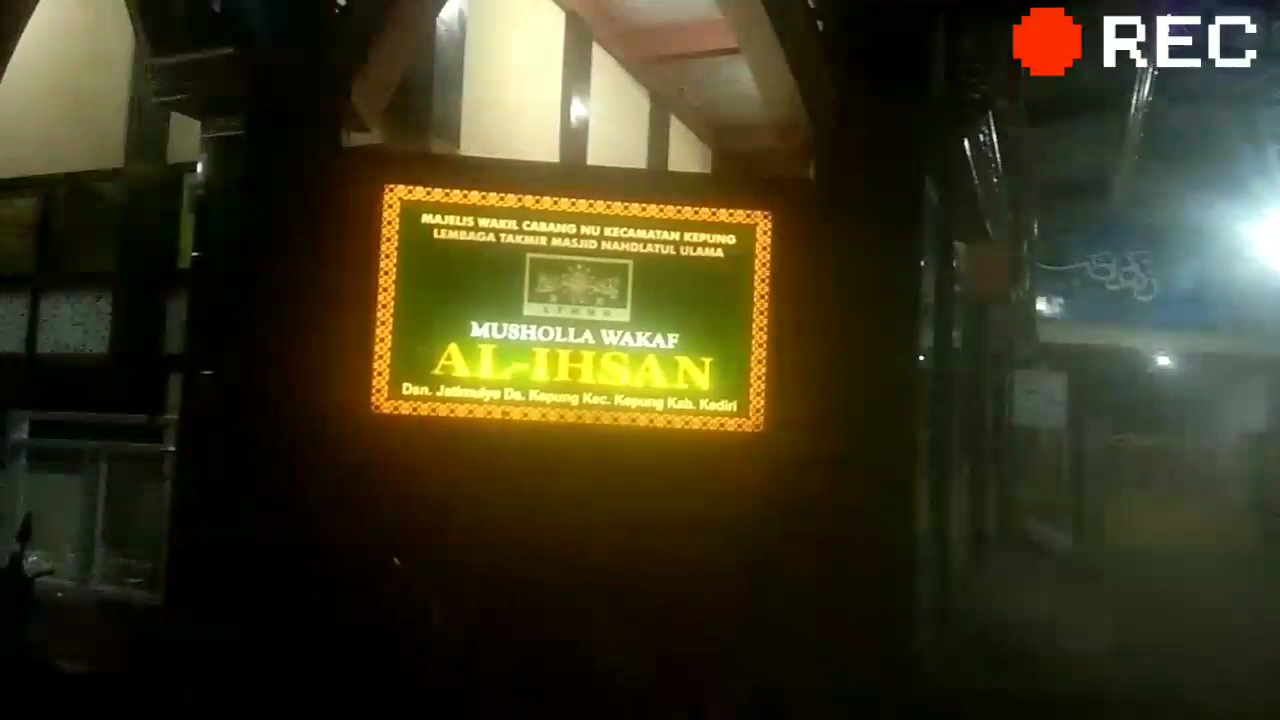 REC
MAJELIS WAKIL CABANG NU KECAMATAN KEPUNG
LEMBAGA TAKMIR MASJID NAHDLATUL ULAMA
LTMNU
MUSHOLLA WAKAF
AL-IHSAN
Dsn. Jatimulyo Ds. Kepung Kec. Kepung Kab. Kediri